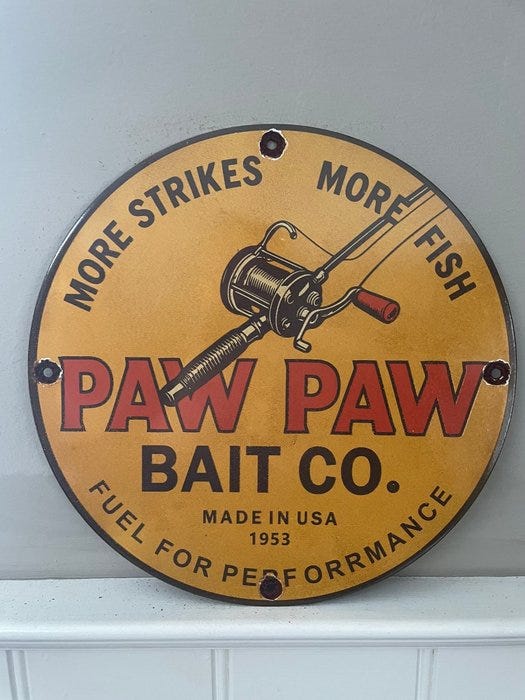 MORE STRIKES MORE FISH
PAW PAW
BAIT CO.
MADE IN USA
1953
FUEL FOR PERFORRMANCE